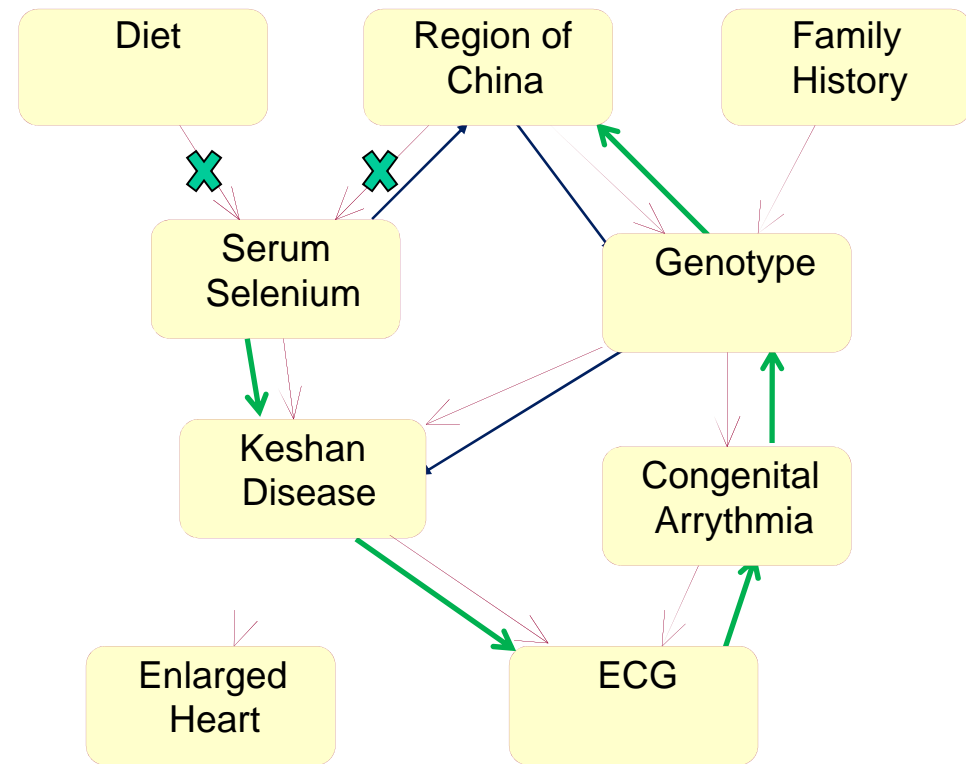 Diet
Region of
China
Family
History
Serum
Selenium
Genotype
Keshan
Disease
Congenital
Arrythmia
Enlarged
Heart
ECG